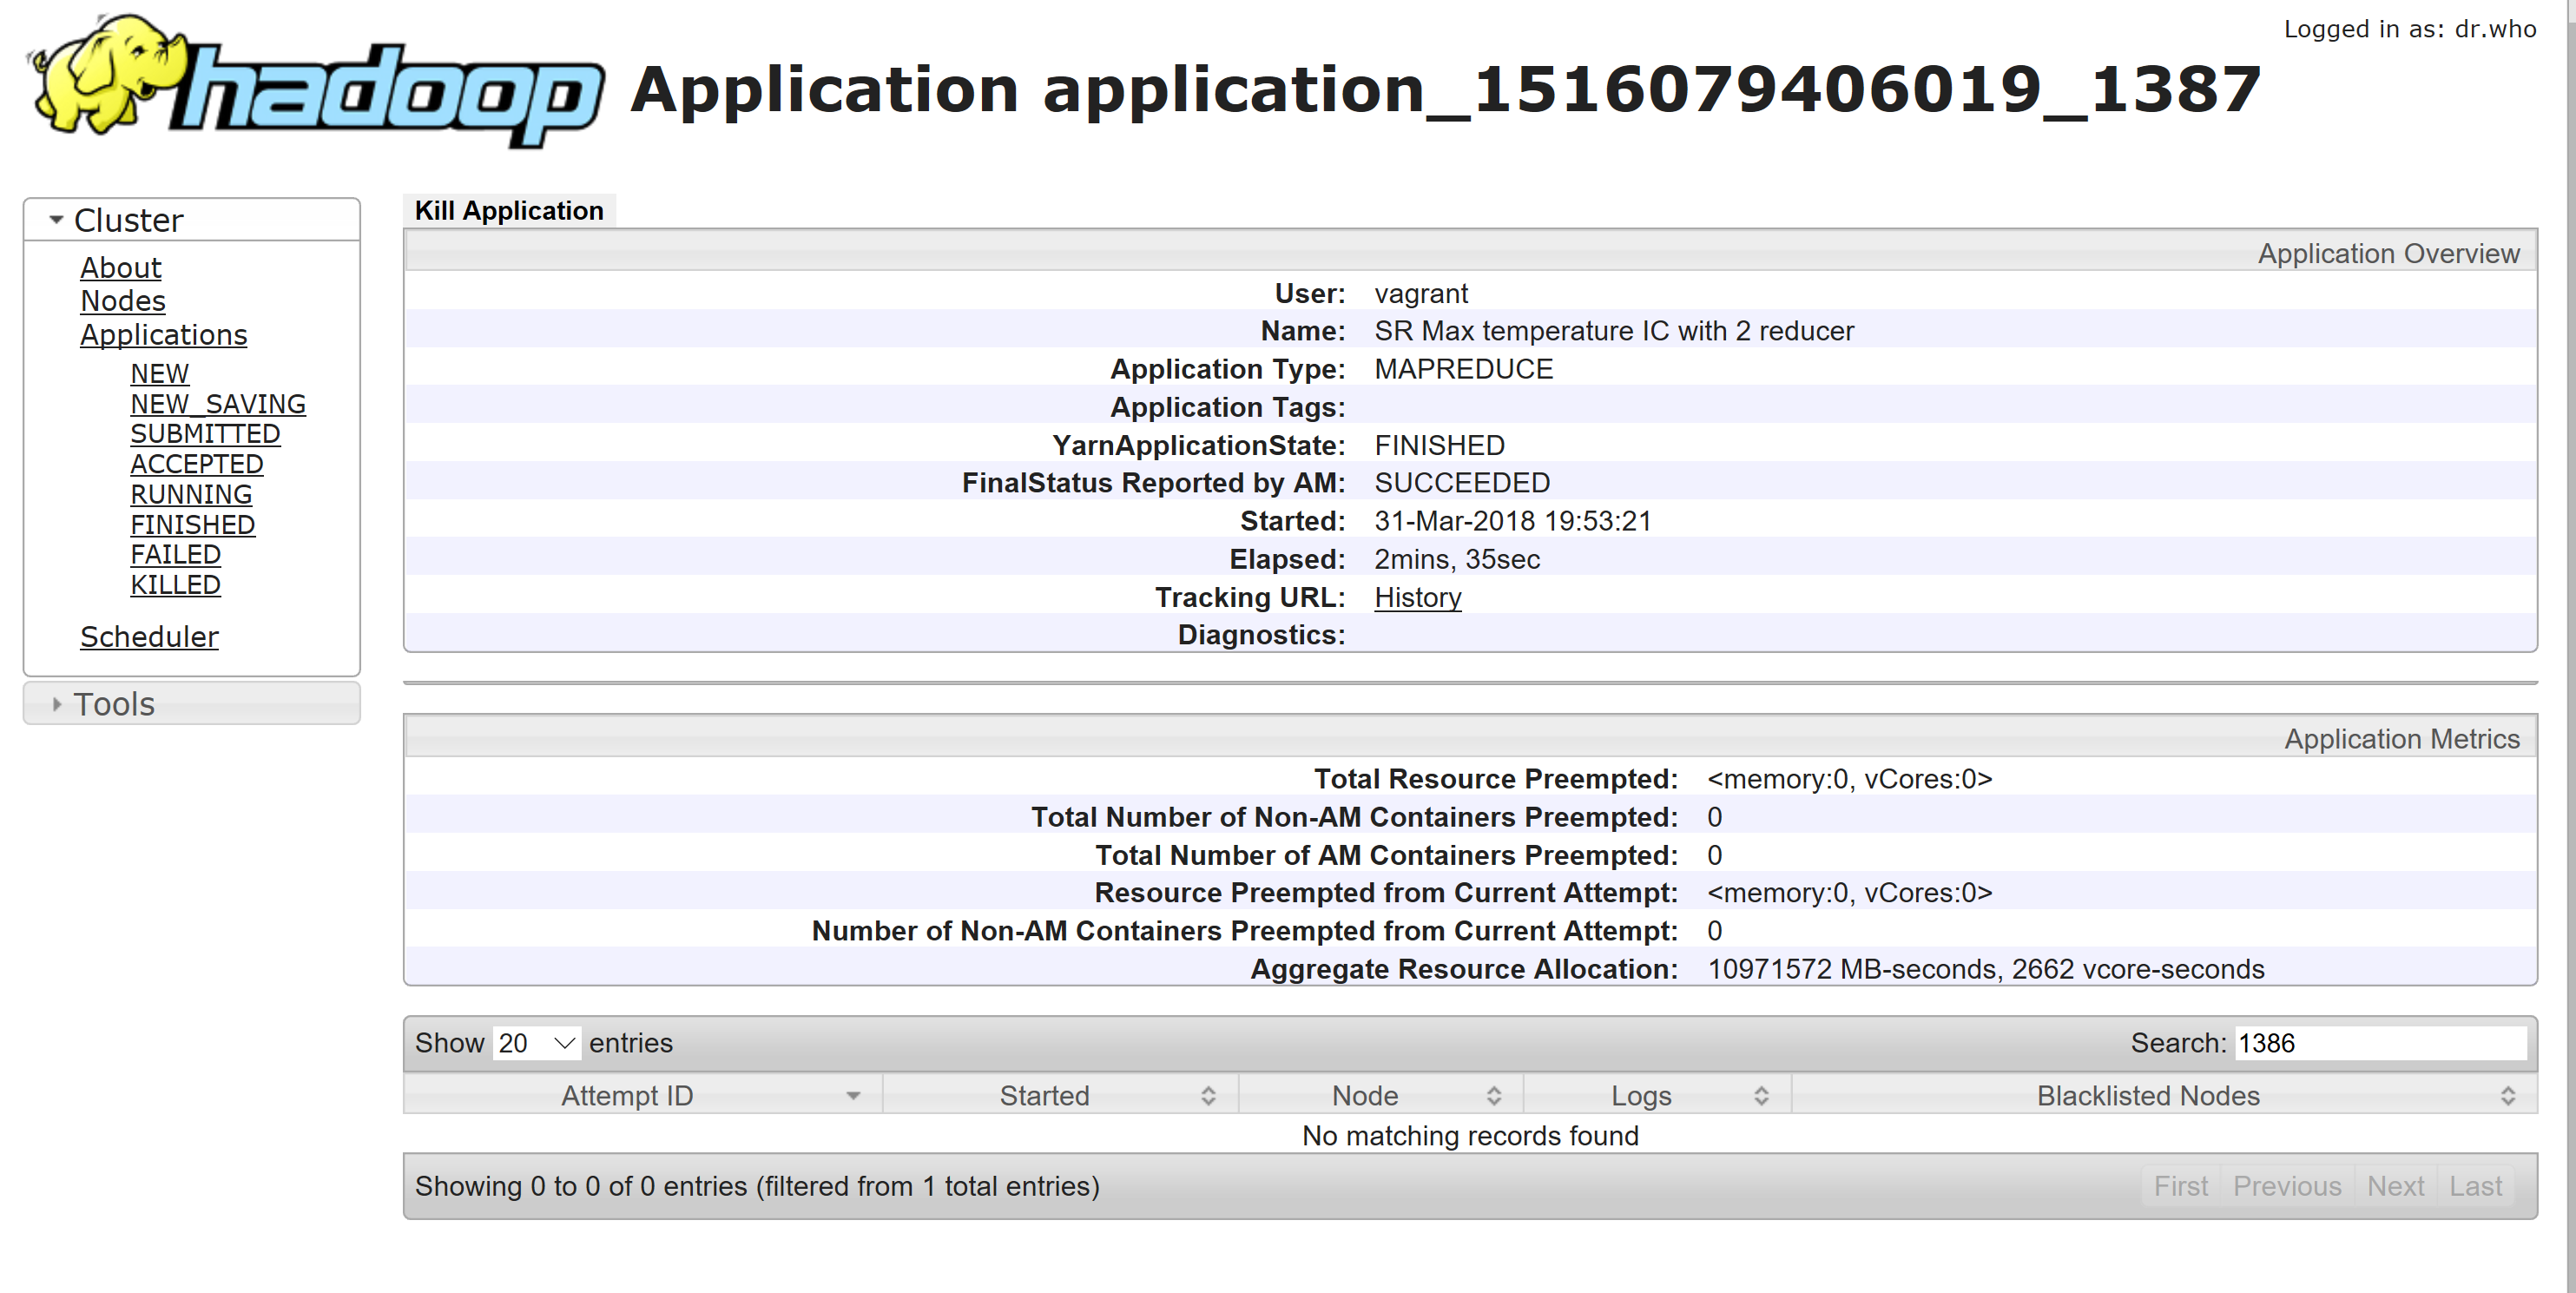 Logged in as: dr.who
hadoop
Application application_1516079406019_1387
Cluster
About
Nodes
Applications
NEW
NEW_SAVING
SUBMITTED
ACCEPTED
RUNNING
FINISHED
FAILED
KILLED
Scheduler
Tools
Kill Application
Application Overview
User: vagrant
Name: SR Max temperature IC with 2 reducer
Application Type: MAPREDUCE
Application Tags:
YarnApplicationState: FINISHED
FinalStatus Reported by AM: SUCCEEDED
Started: 31-Mar-2018 19:53:21
Elapsed: 2mins, 35sec
Tracking URL: History
Diagnostics:
Application Metrics
Total Resource Preempted: <memory:0, vCores:0>
Total Number of Non-AM Containers Preempted: 0
Total Number of AM Containers Preempted: 0
Resource Preempted from Current Attempt: <memory:0, vCores:0>
Number of Non-AM Containers Preempted from Current Attempt: 0
Aggregate Resource Allocation: 10971572 MB-seconds, 2662 vcore-seconds
Show 20 entries Search: 1386
Attempt ID Started Node Logs Blacklisted Nodes
No matching records found
Showing 0 to 0 of 0 entries (filtered from 1 total entries) First Previous Next Last